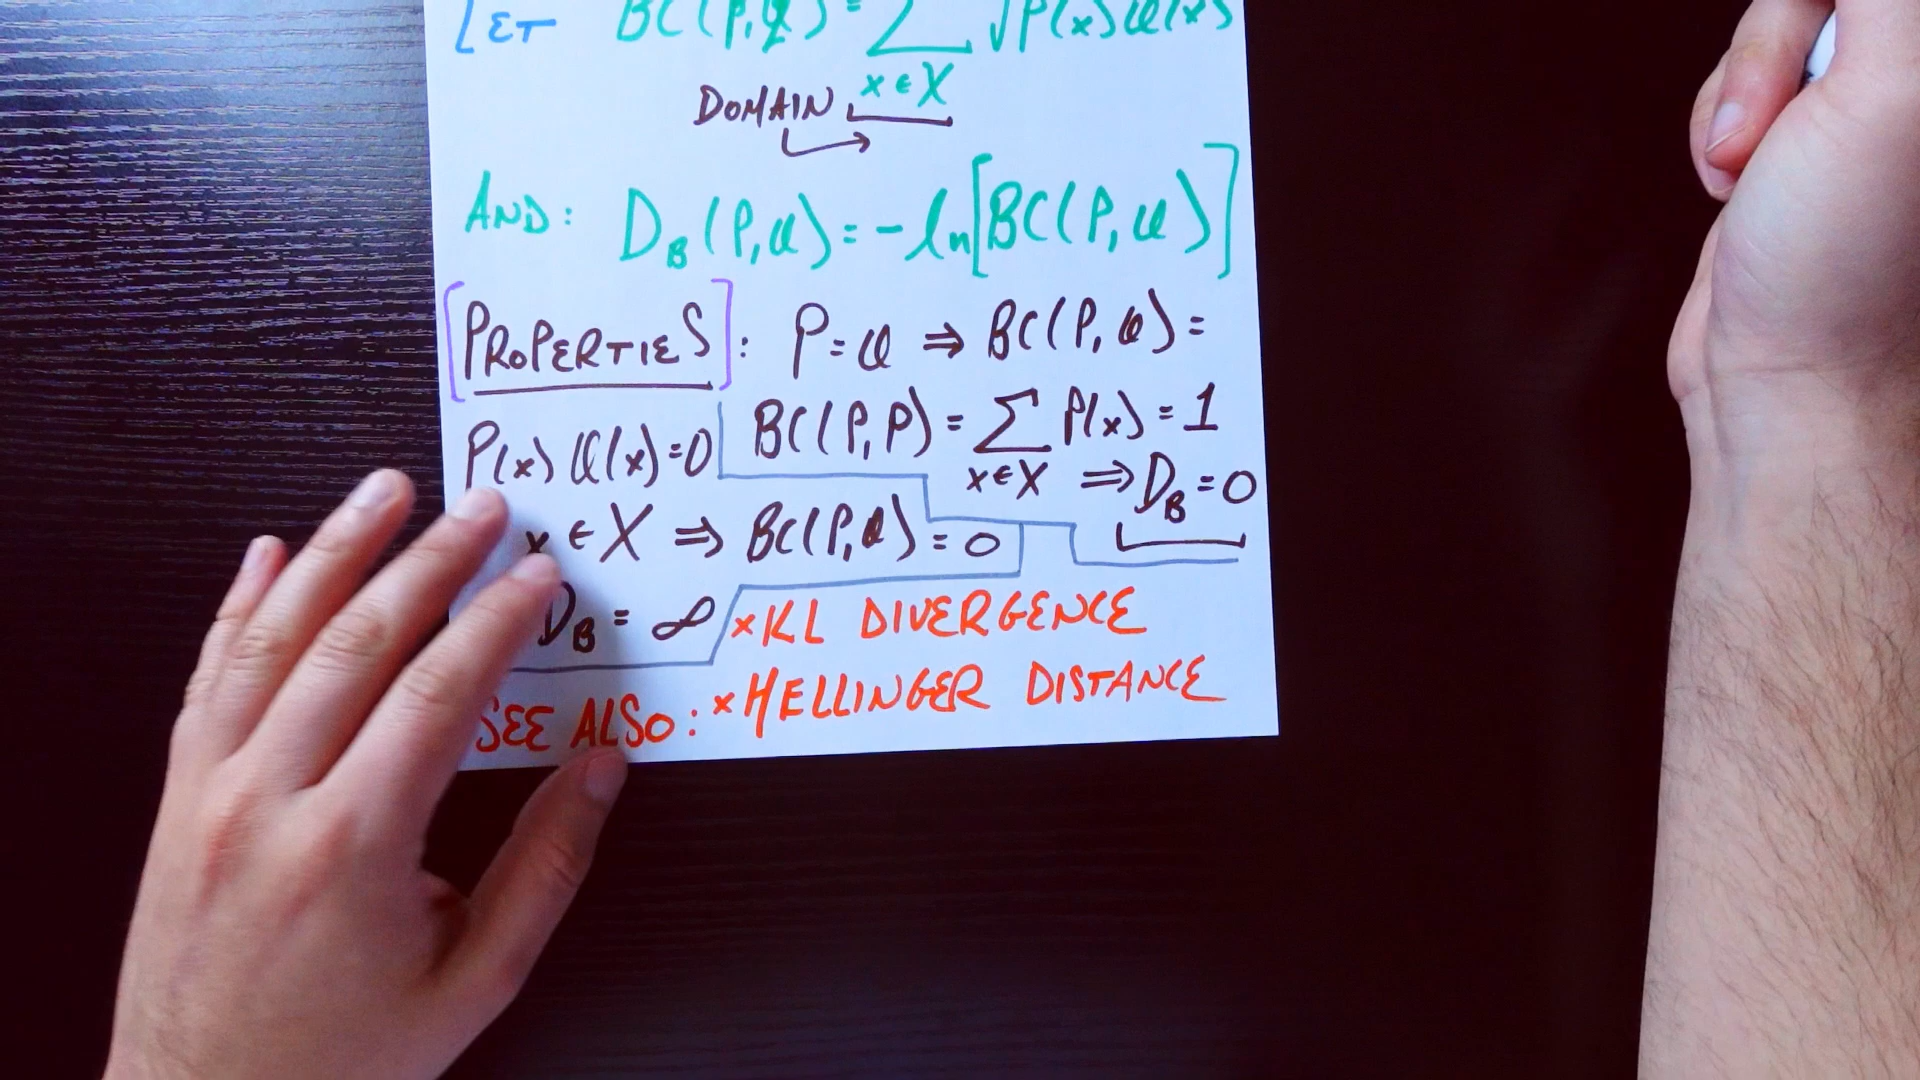 LET BC(P,Q) = ∑ √P(x)Q(x)
x ∈ X
DOMAIN
AND: D_B(P,Q) = -ln[BC(P,Q)]
[PROPERTIES]: P=Q ⇒ BC(P,Q) =
BC(P,P) = ∑ P(x) = 1
x∈X ⇒ D_B = 0
P(x) Q(x)=0
x ∈ X ⇒ BC(P,Q) = 0
D_B = ∞
×KL DIVERGENCE
SEE ALSO: ×HELLINGER DISTANCE